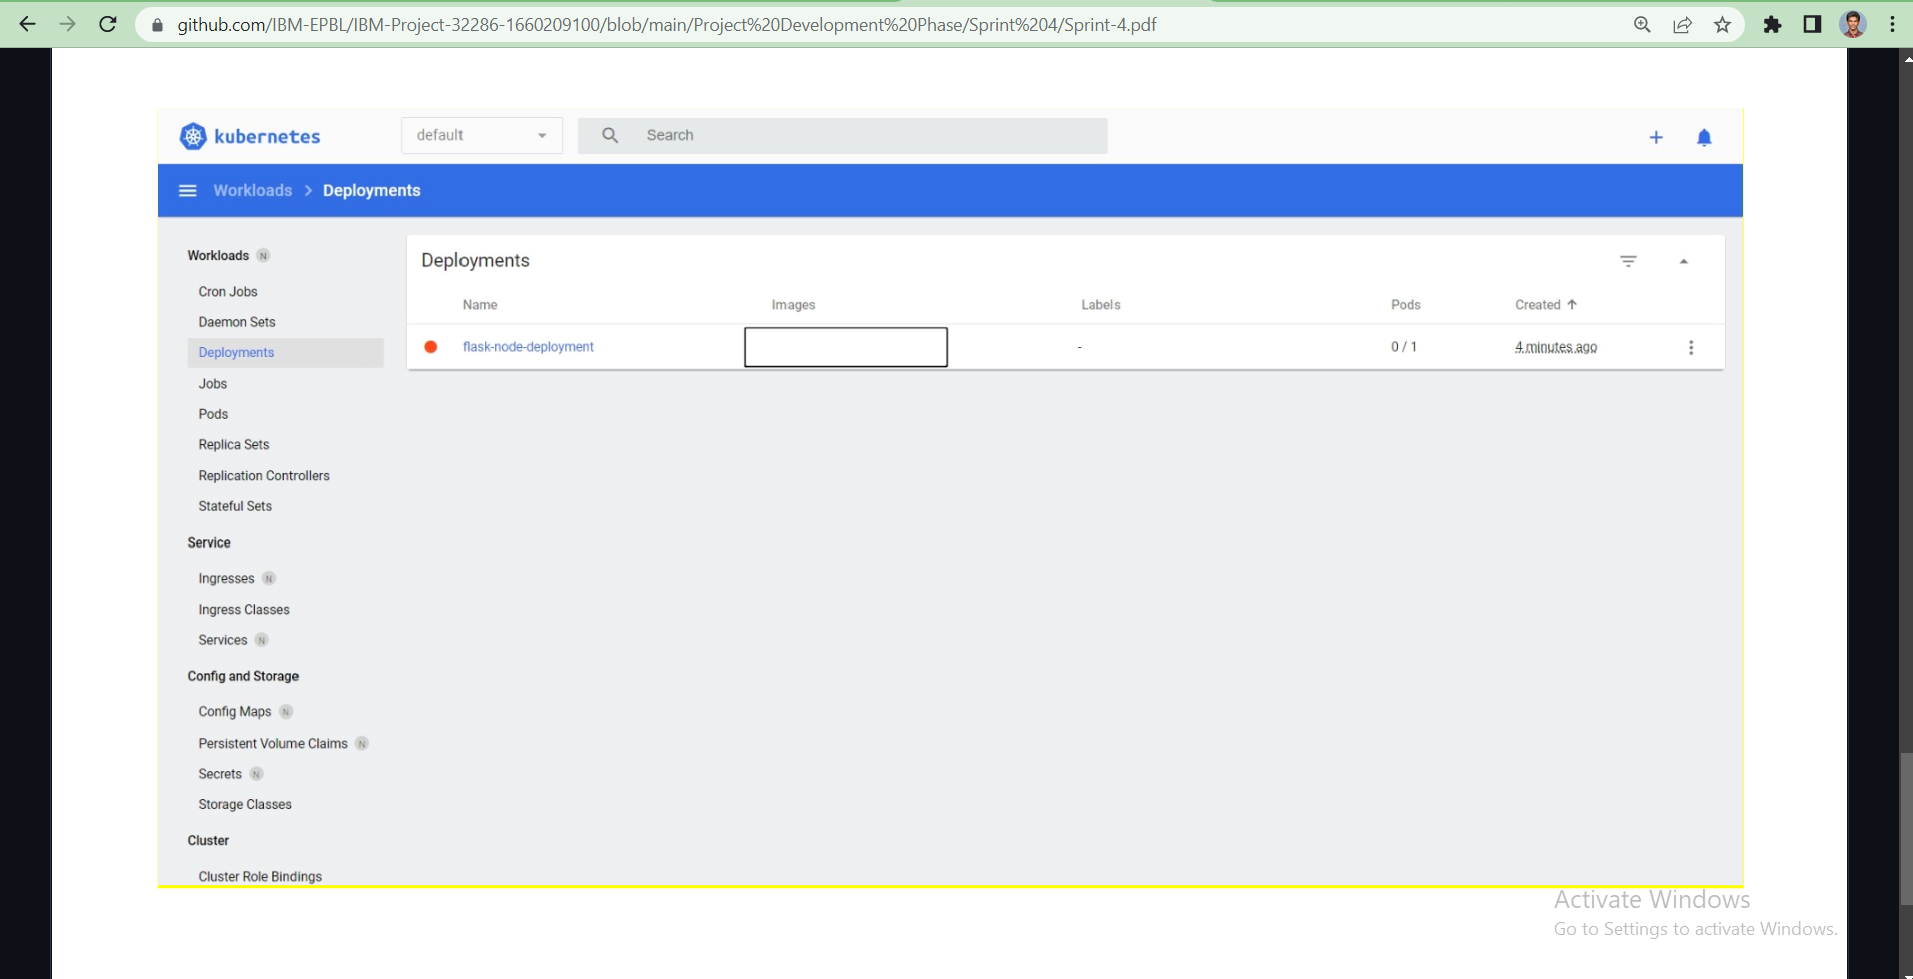 github.com/IBM-EPBL/IBM-Project-32286-1660209100/blob/main/Project%20Development%20Phase/Sprint%204/Sprint-4.pdf
kubernetes default Search
Workloads > Deployments
Workloads N
Cron Jobs
Daemon Sets
Deployments
Jobs
Pods
Replica Sets
Replication Controllers
Stateful Sets
Service
Ingresses N
Ingress Classes
Services N
Config and Storage
Config Maps N
Persistent Volume Claims N
Secrets N
Storage Classes
Cluster
Cluster Role Bindings
Deployments
Name Images Labels Pods Created ↑
flask-node-deployment - 0 / 1 4 minutes ago
Activate Windows
Go to Settings to activate Windows.